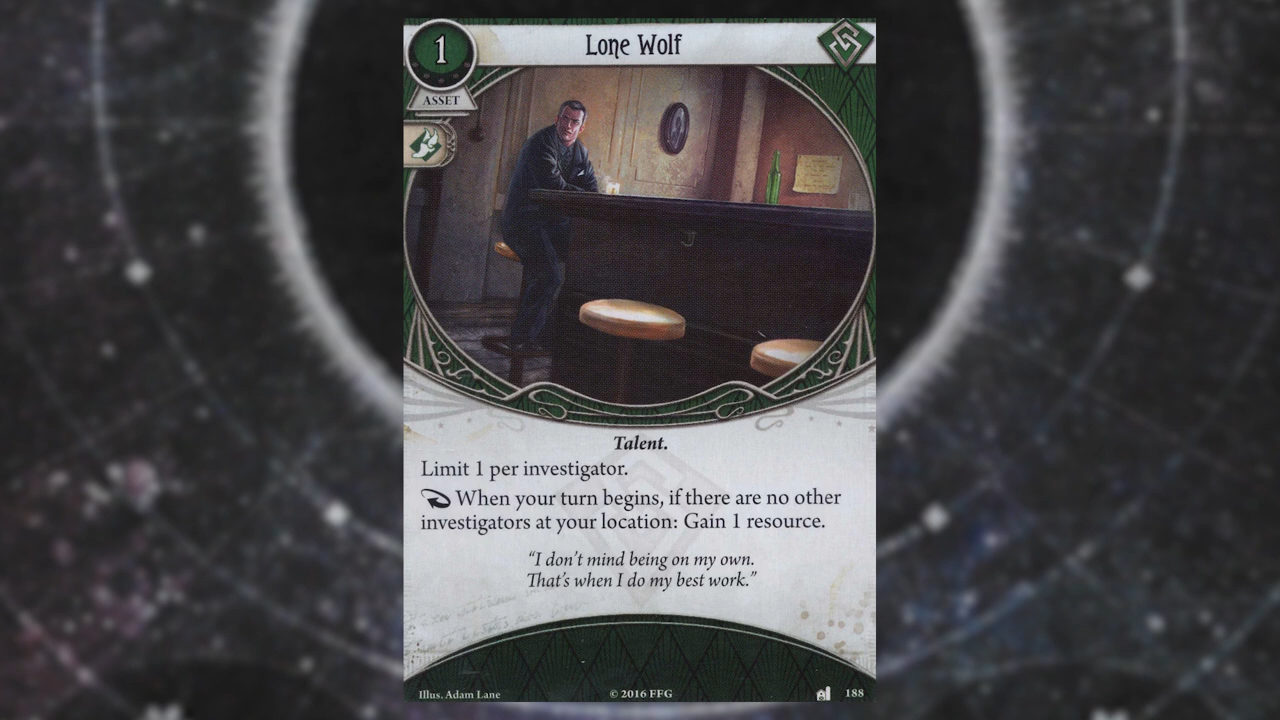 1
Lone Wolf
ASSET
Talent.
Limit 1 per investigator.
When your turn begins, if there are no other
investigators at your location: Gain 1 resource.
“I don’t mind being on my own.
That’s when I do my best work.”
Illus. Adam Lane
© 2016 FFG
188